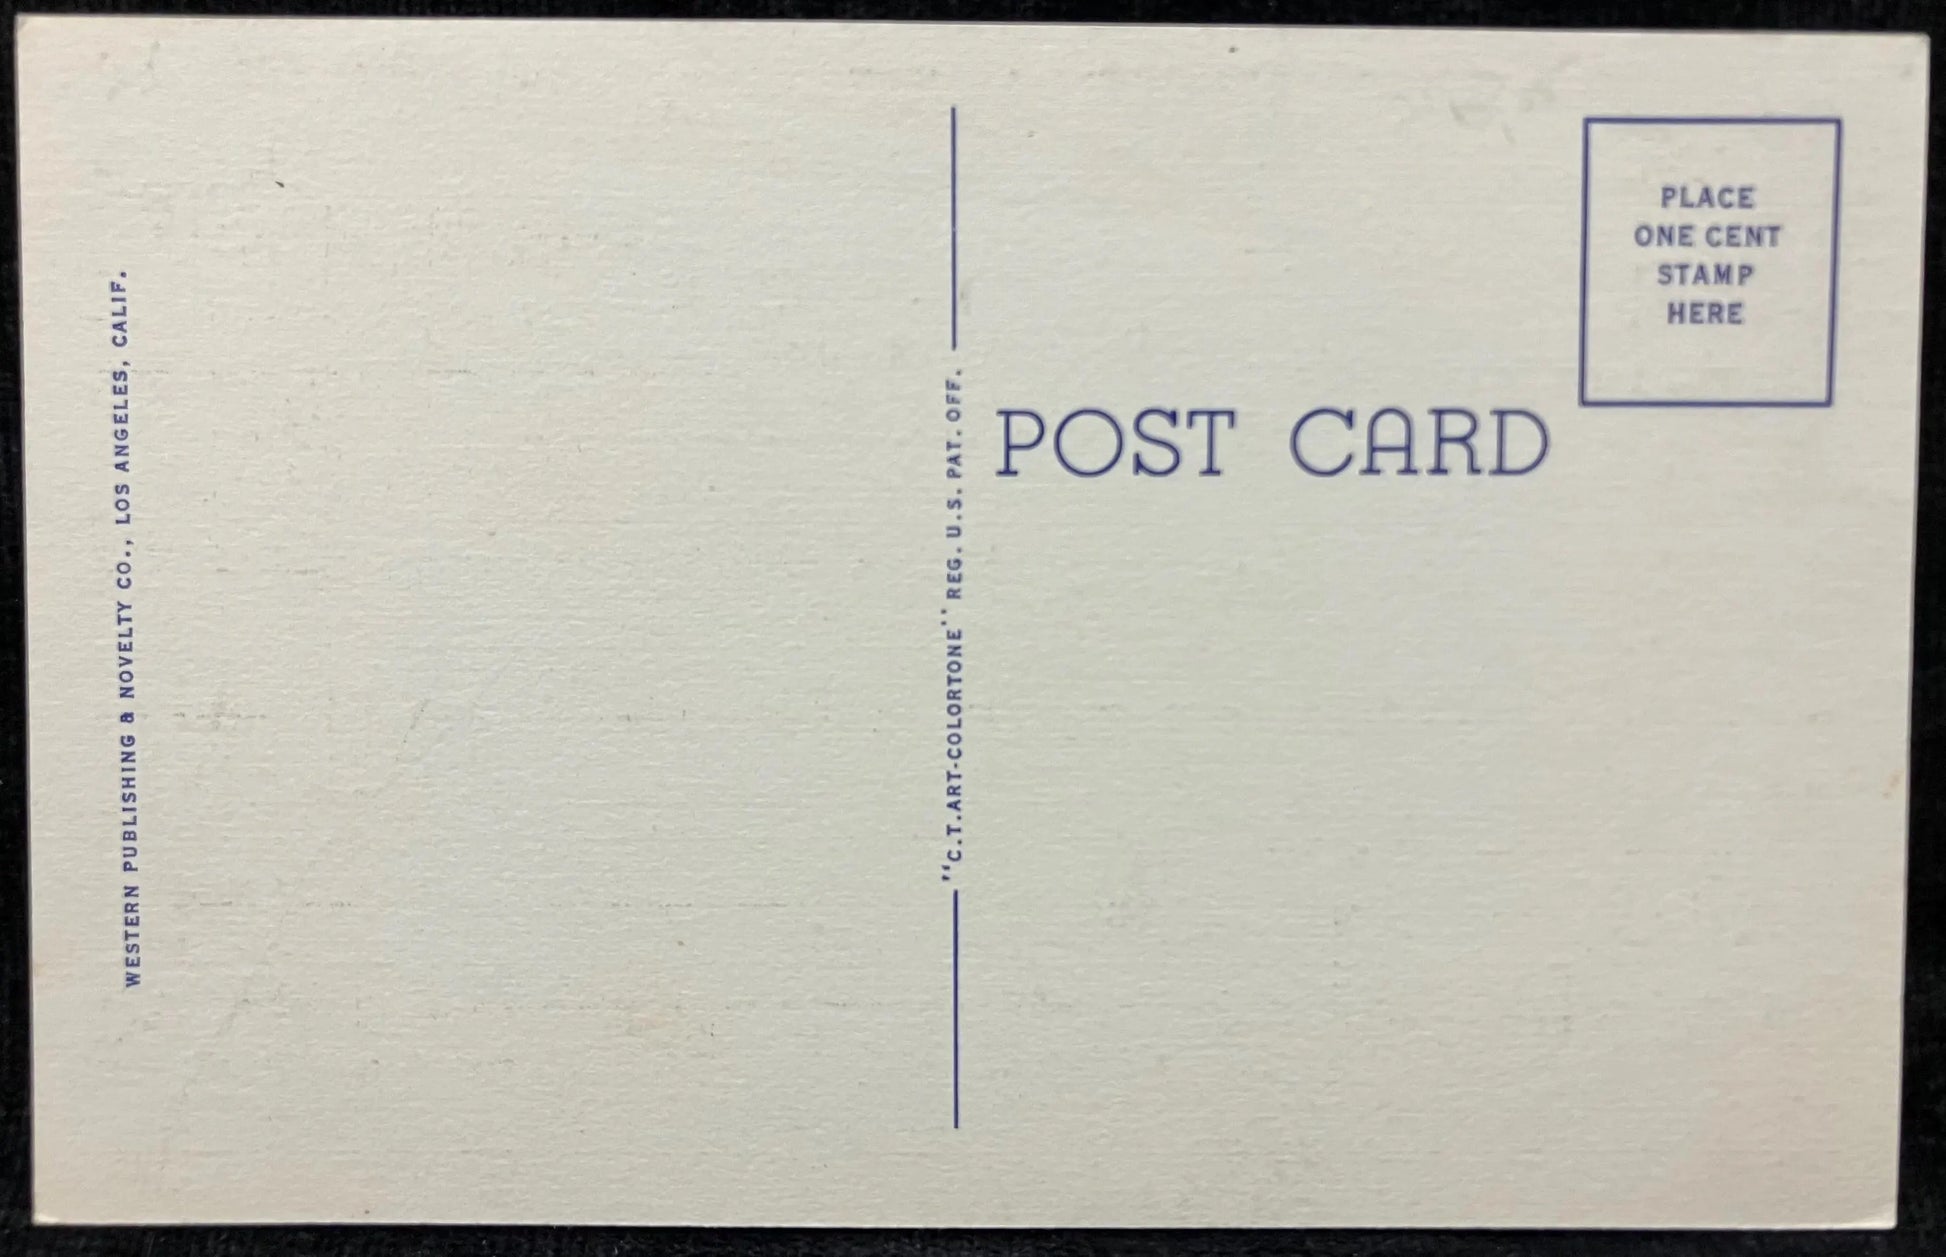 WESTERN PUBLISHING & NOVELTY CO., LOS ANGELES, CALIF.
"C.T.ART-COLORTONE" REG. U.S. PAT. OFF.
POST CARD
PLACE
ONE CENT
STAMP
HERE